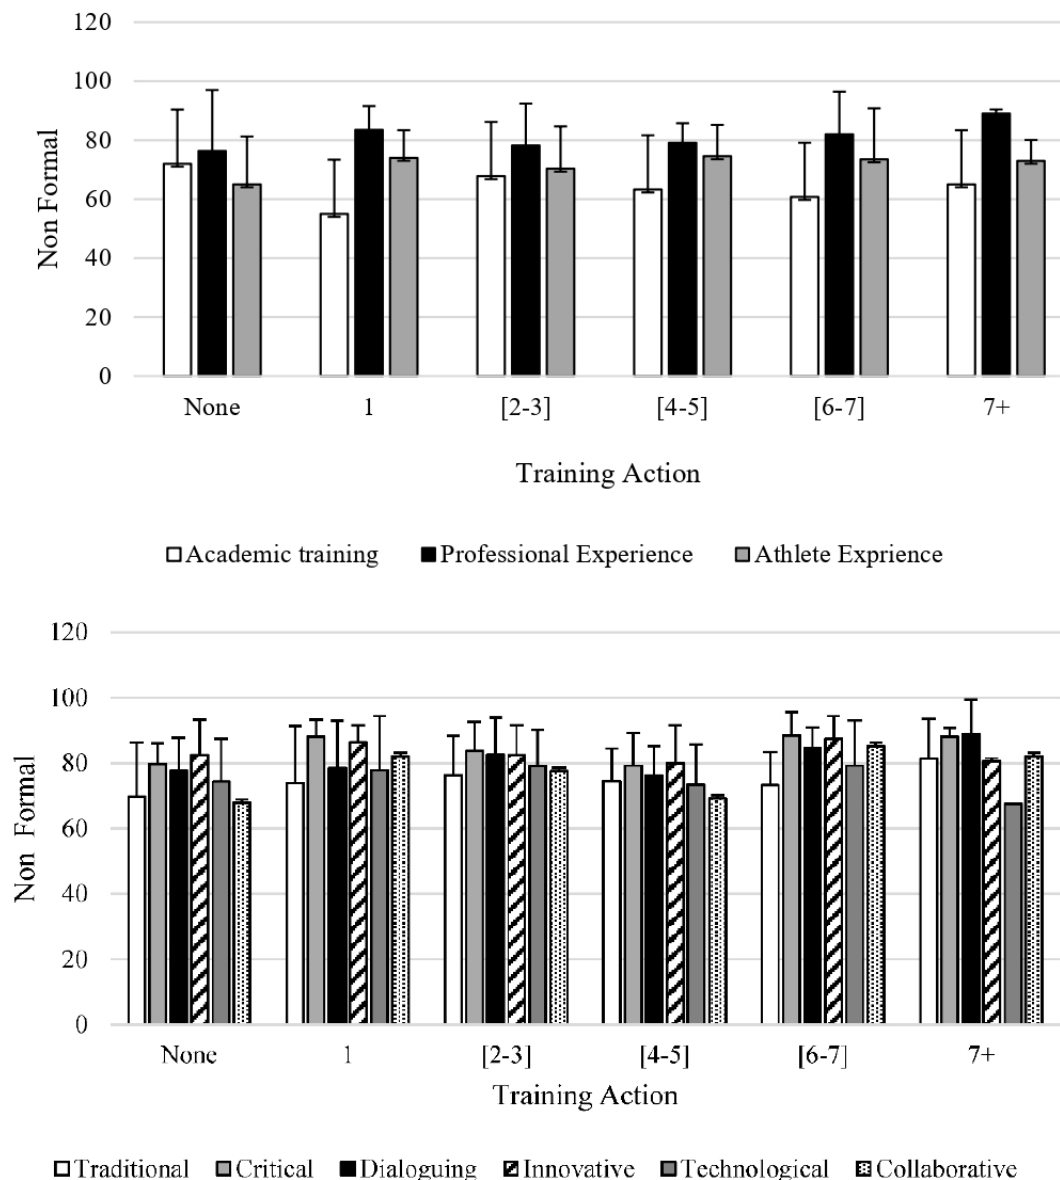 120
100
80
60
40
20
0
Non Formal
None 1 [2-3] [4-5] [6-7] 7+
Training Action
Academic training Professional Experience Athlete Exprience
120
100
80
60
40
20
0
Non Formal
None 1 [2-3] [4-5] [6-7] 7+
Training Action
Traditional Critical Dialoguing Innovative Technological Collaborative